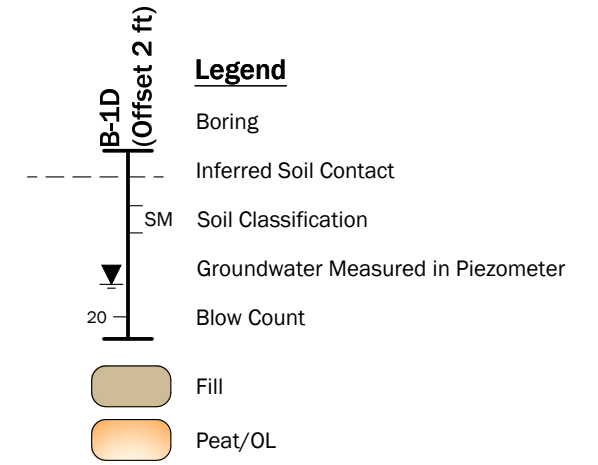 B-1D
(Offset 2 ft)
Legend
Boring
Inferred Soil Contact
SM Soil Classification
Groundwater Measured in Piezometer
20 Blow Count
Fill
Peat/OL